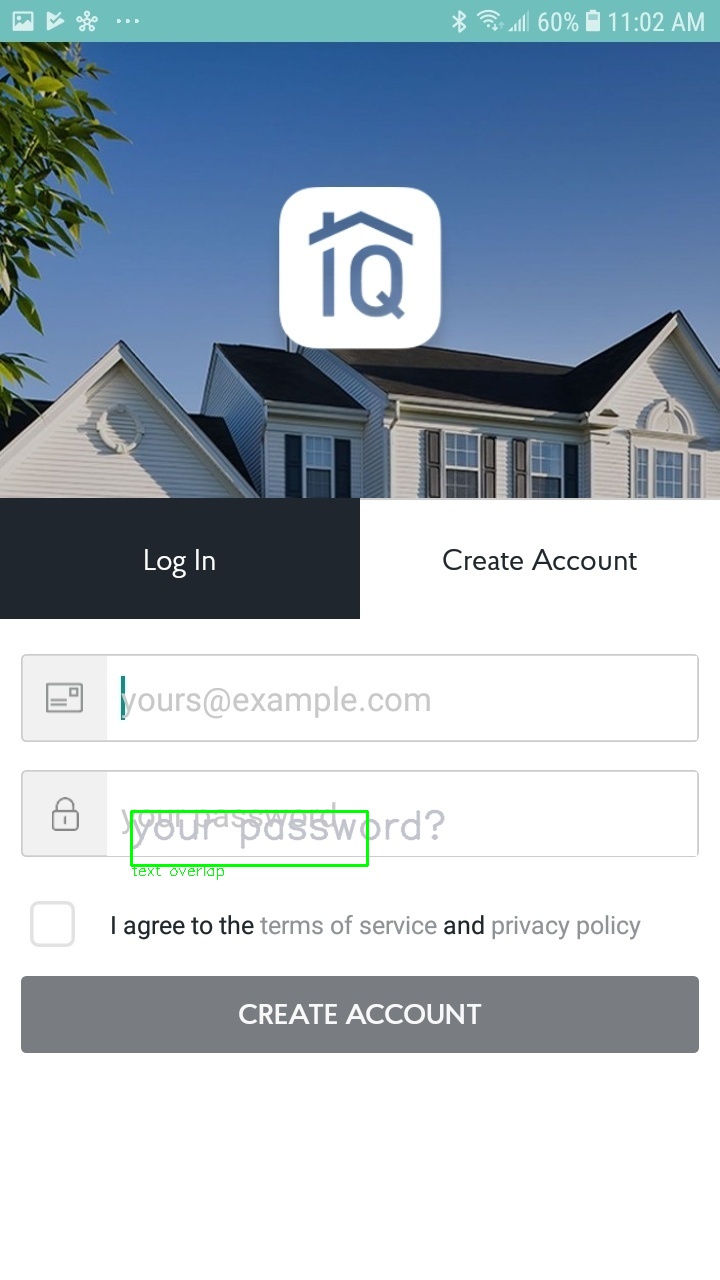 60% 11:02 AM
IQ
Log In
Create Account
yours@example.com
your password
your password?
text overlap
I agree to the terms of service and privacy policy
CREATE ACCOUNT